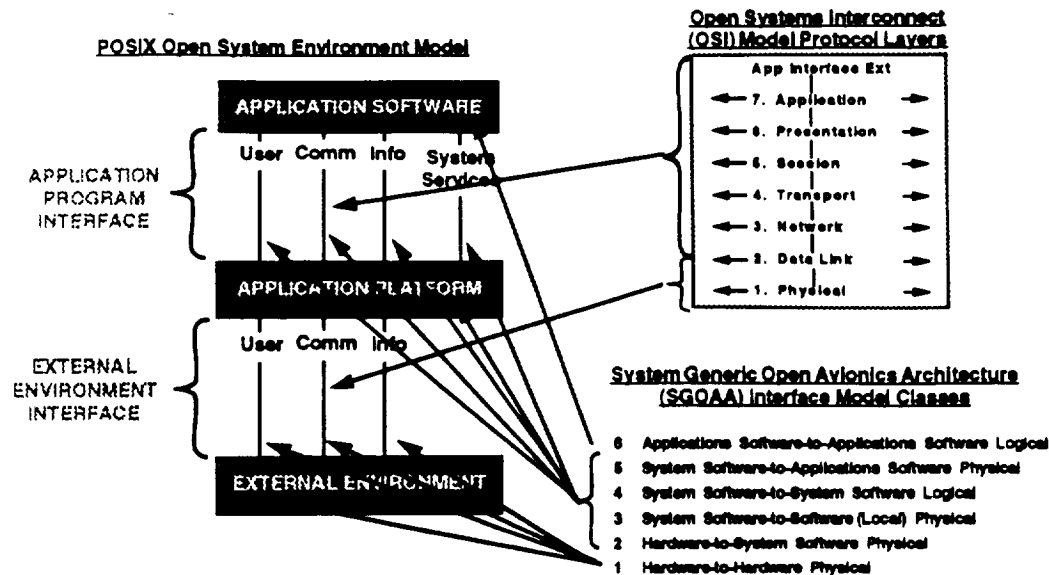 POSIX Open System Environment Model
APPLICATION SOFTWARE
User Comm Info System Services
APPLICATION
PROGRAM
INTERFACE
APPLICATION PLATFORM
User Comm Info
EXTERNAL
ENVIRONMENT
INTERFACE
EXTERNAL ENVIRONMENT
Open Systems Interconnect
(OSI) Model Protocol Layers
App Interface Ext
7. Application
6. Presentation
5. Session
4. Transport
3. Network
2. Data Link
1. Physical
System Generic Open Avionics Architecture
(SGOAA) Interface Model Classes
6 Applications Software-to-Applications Software Logical
5 System Software-to-Applications Software Physical
4 System Software-to-System Software Logical
3 System Software-to-Software (Local) Physical
2 Hardware-to-System Software Physical
1 Hardware-to-Hardware Physical